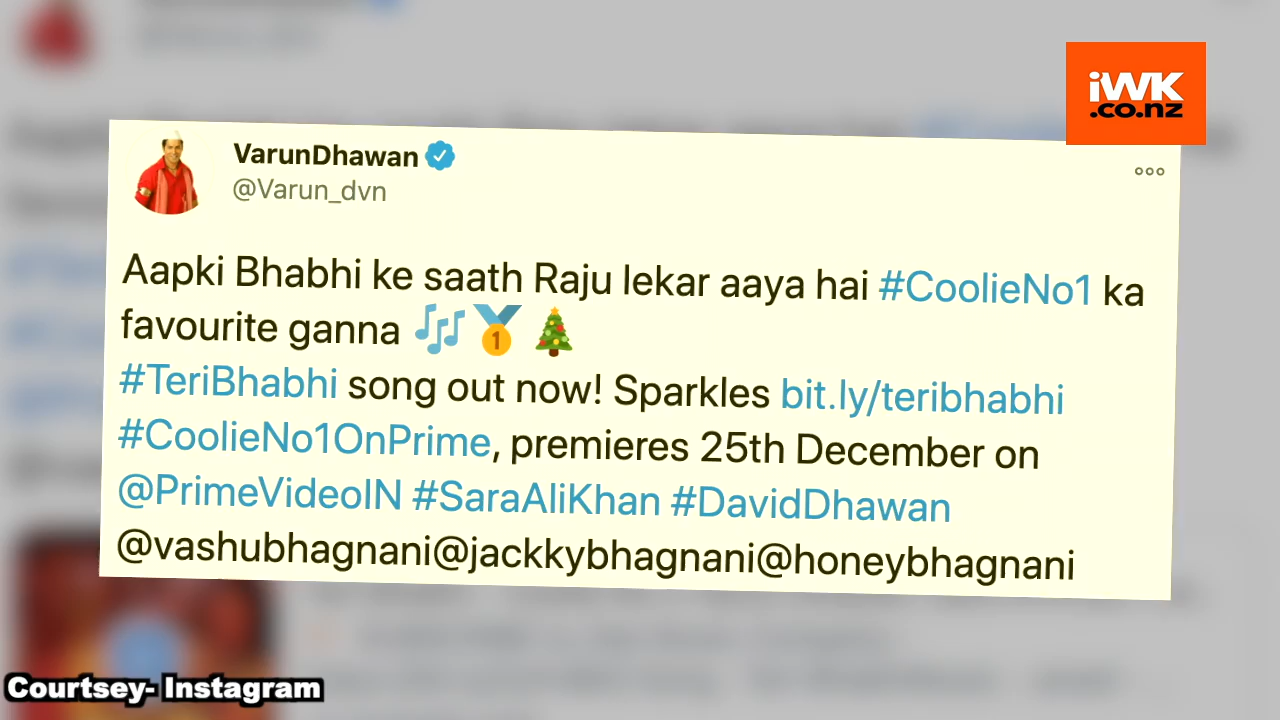 iWK
.co.nz
VarunDhawan
@Varun_dvn
Aapki Bhabhi ke saath Raju lekar aaya hai #CoolieNo1 ka
favourite ganna 🎶🥇🎄
#TeriBhabhi song out now! Sparkles bit.ly/teribhabhi
#CoolieNo1OnPrime, premieres 25th December on
@PrimeVideoIN #SaraAliKhan #DavidDhawan
@vashubhagnani@jackkybhagnani@honeybhagnani
Courtsey- Instagram